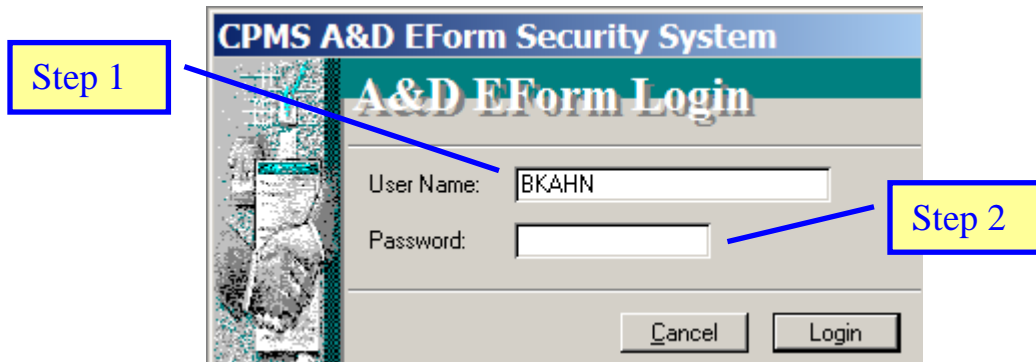 CPMS A&D EForm Security System
Step 1
A&D EForm Login
User Name: BKAHN
Step 2
Password:
Cancel Login